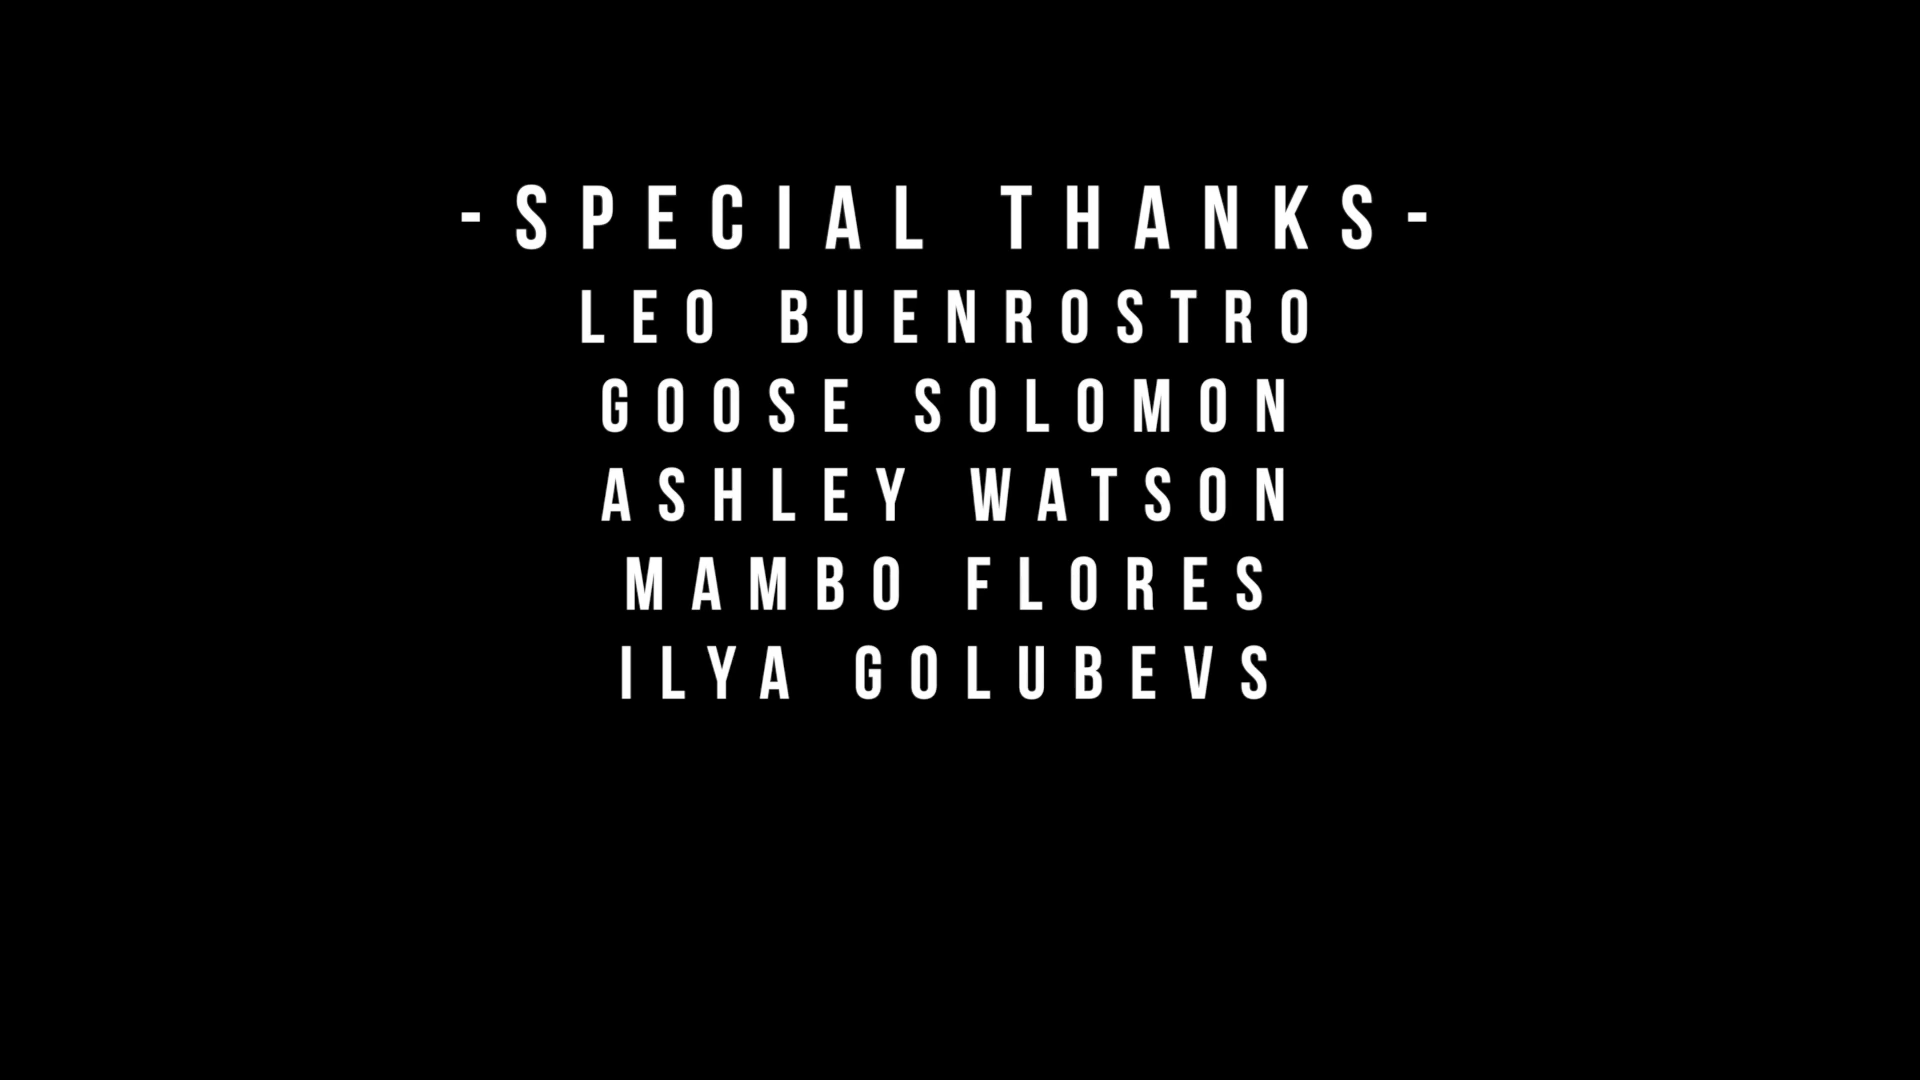 -SPECIAL THANKS-
LEO BUENROSTRO
GOOSE SOLOMON
ASHLEY WATSON
MAMBO FLORES
ILYA GOLUBEVS